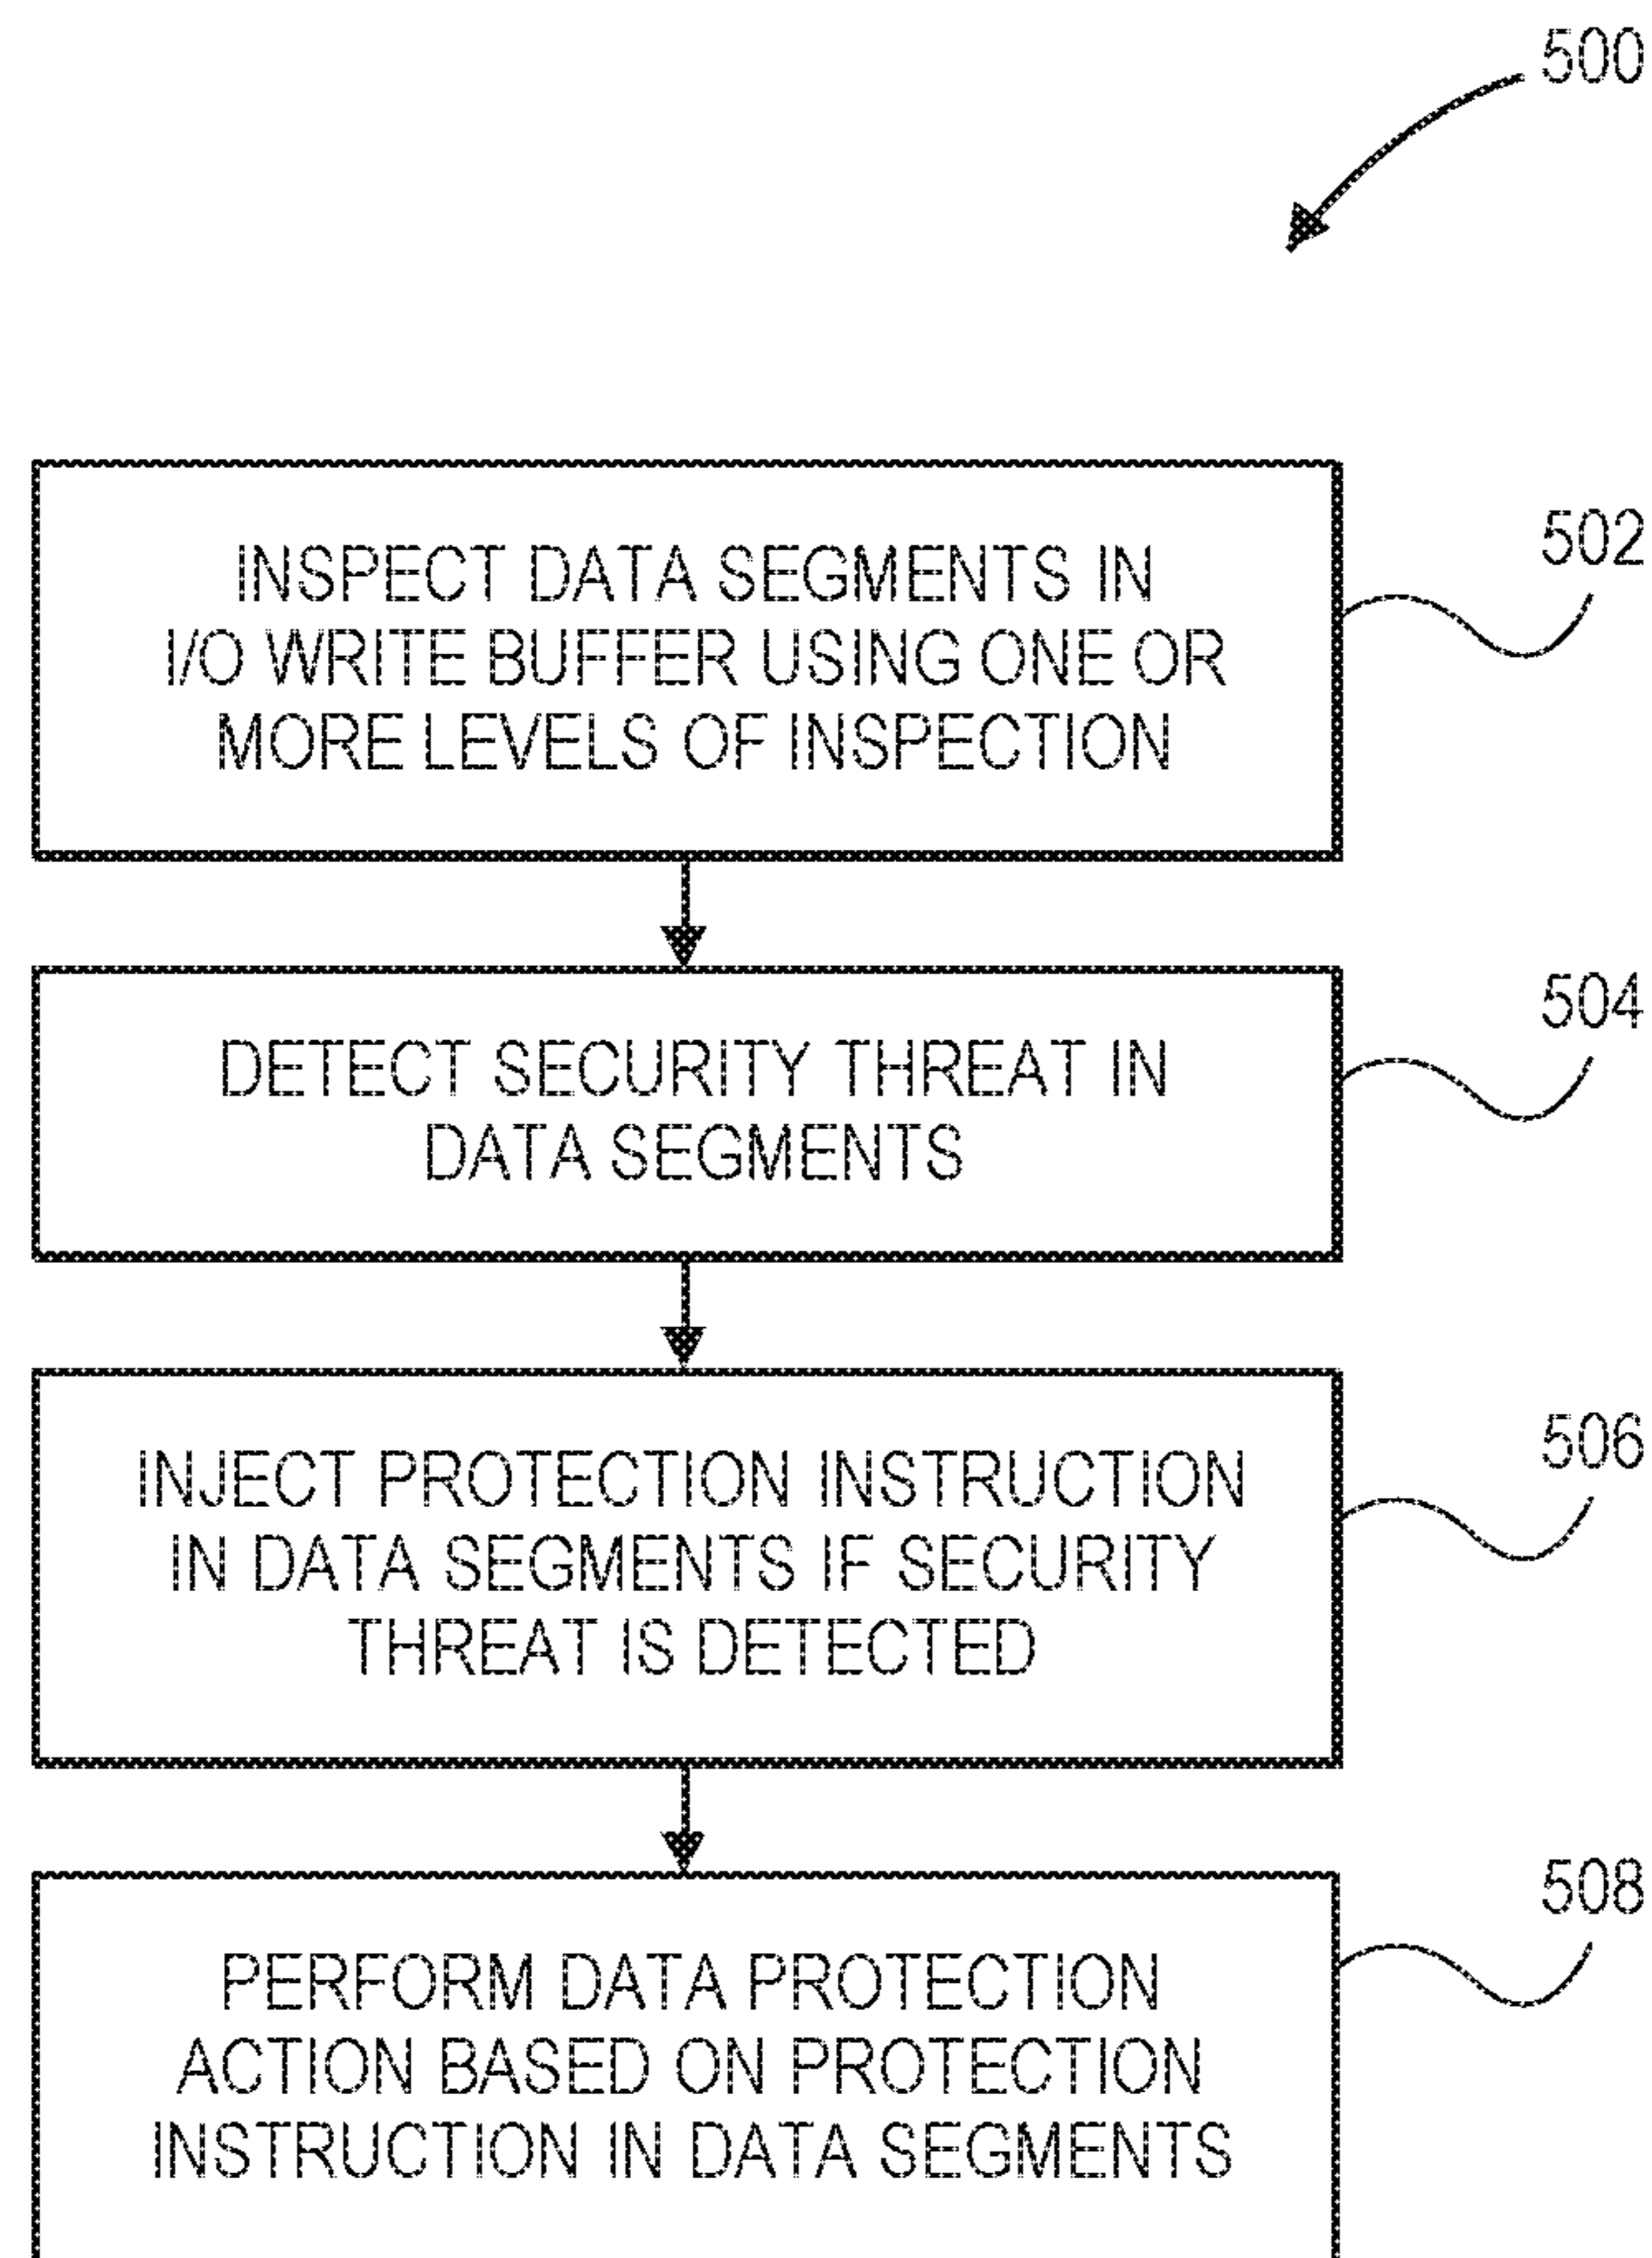 500
INSPECT DATA SEGMENTS IN
I/O WRITE BUFFER USING ONE OR
MORE LEVELS OF INSPECTION
502
DETECT SECURITY THREAT IN
DATA SEGMENTS
504
INJECT PROTECTION INSTRUCTION
IN DATA SEGMENTS IF SECURITY
THREAT IS DETECTED
506
PERFORM DATA PROTECTION
ACTION BASED ON PROTECTION
INSTRUCTION IN DATA SEGMENTS
508